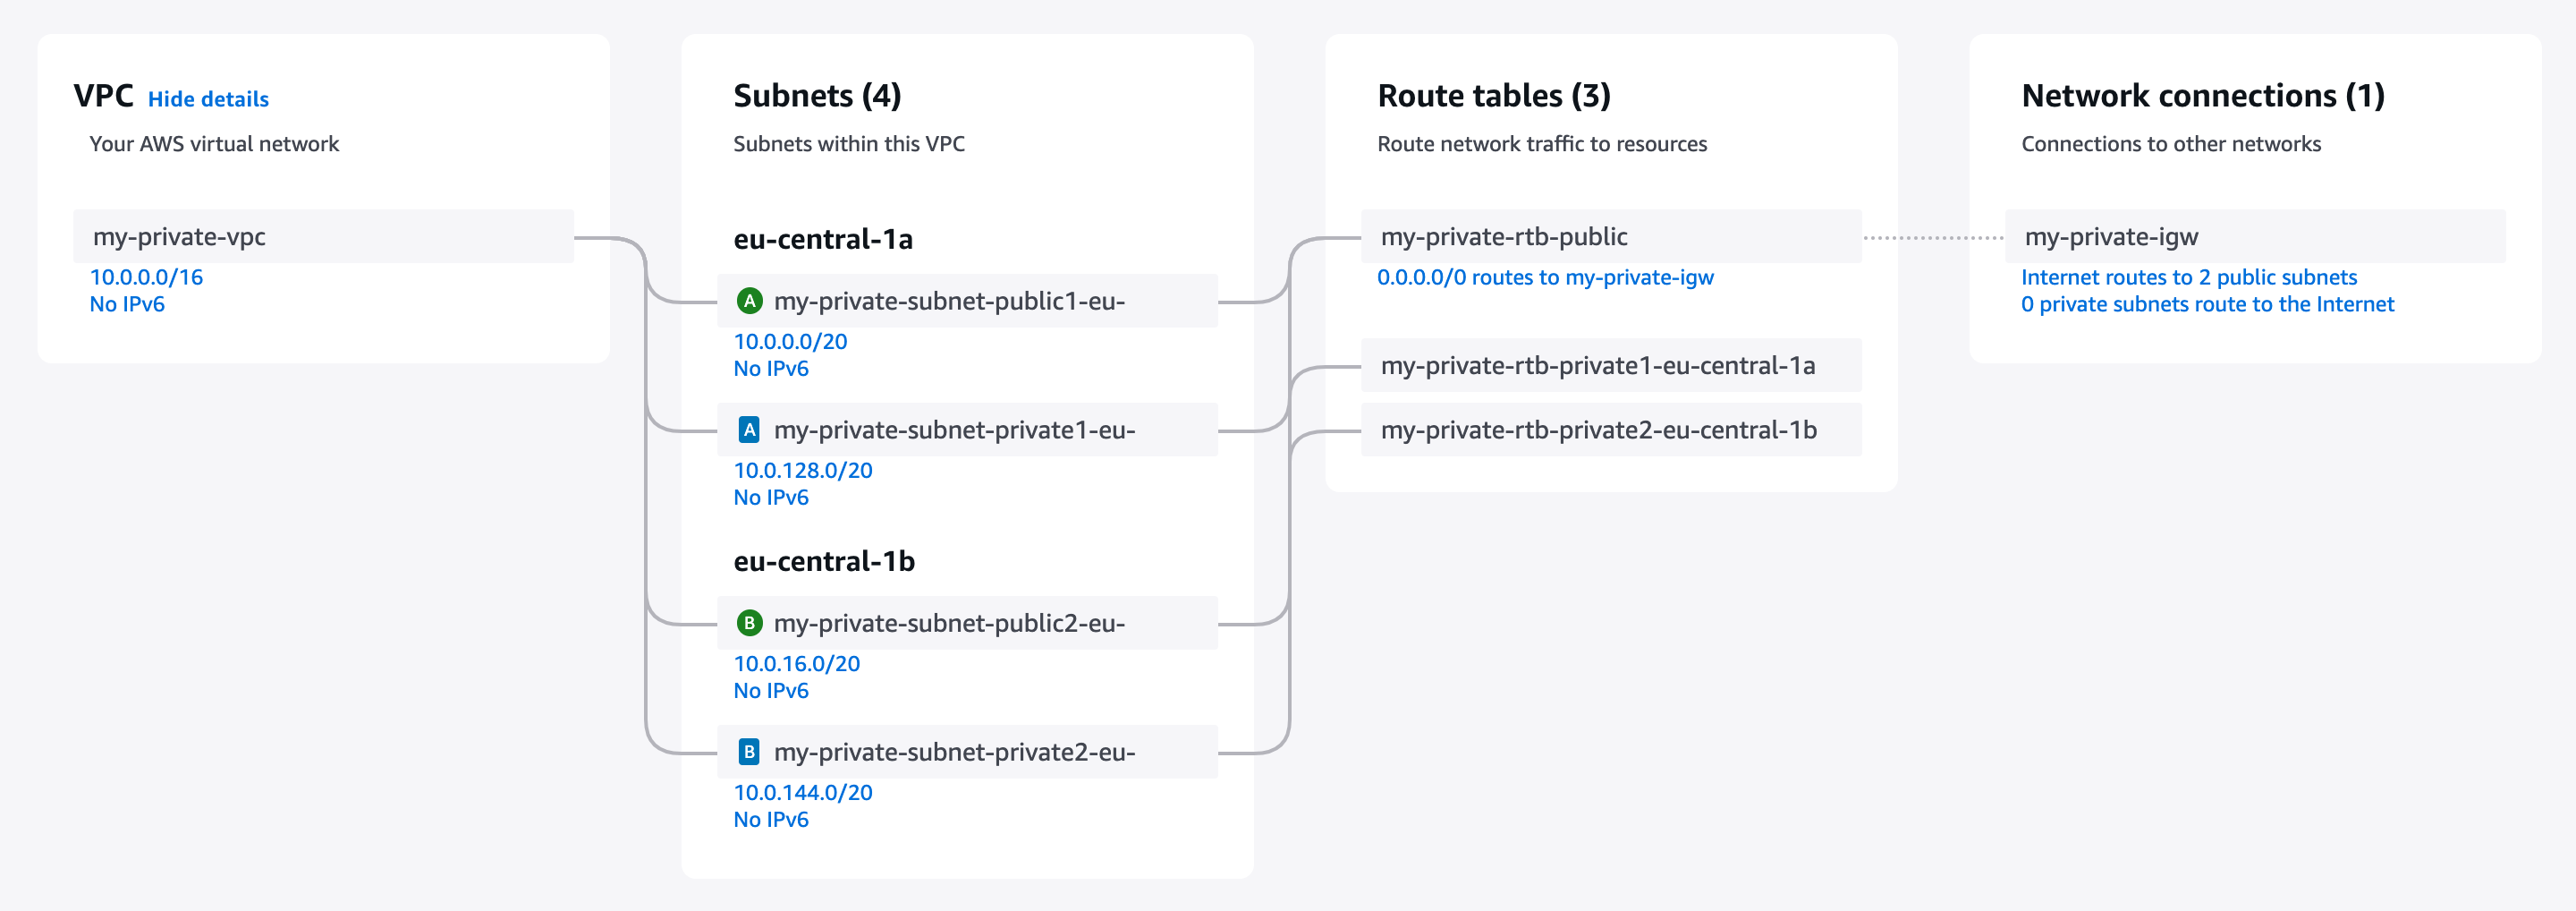 VPC Hide details
Your AWS virtual network
my-private-vpc
10.0.0.0/16
No IPv6
Subnets (4)
Subnets within this VPC
eu-central-1a
A my-private-subnet-public1-eu-
10.0.0.0/20
No IPv6
A my-private-subnet-private1-eu-
10.0.128.0/20
No IPv6
eu-central-1b
B my-private-subnet-public2-eu-
10.0.16.0/20
No IPv6
B my-private-subnet-private2-eu-
10.0.144.0/20
No IPv6
Route tables (3)
Route network traffic to resources
my-private-rtb-public
0.0.0.0/0 routes to my-private-igw
my-private-rtb-private1-eu-central-1a
my-private-rtb-private2-eu-central-1b
Network connections (1)
Connections to other networks
my-private-igw
Internet routes to 2 public subnets
0 private subnets route to the Internet